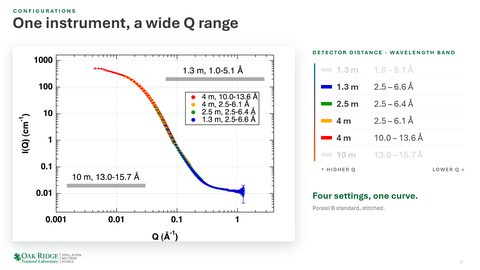 CONFIGURATIONS
One instrument, a wide Q range
1000
100
10
1
0.1
0.01
I(Q) (cm⁻¹)
1.3 m, 1.0-5.1 Å
4 m, 10.0-13.6 Å
4 m, 2.5-6.1 Å
2.5 m, 2.5-6.4 Å
1.3 m, 2.5-6.6 Å
10 m, 13.0-15.7 Å
0.001 0.01 0.1 1
Q (Å⁻¹)
DETECTOR DISTANCE · WAVELENGTH BAND
1.3 m 1.0 – 5.1 Å
1.3 m 2.5 – 6.6 Å
2.5 m 2.5 – 6.4 Å
4 m 2.5 – 6.1 Å
4 m 10.0 – 13.6 Å
10 m 13.0 – 15.7 Å
HIGHER Q LOWER Q
Four settings, one curve.
Porasil B standard, stitched.
OAK RIDGE
National Laboratory
SPALLATION
NEUTRON
SOURCE